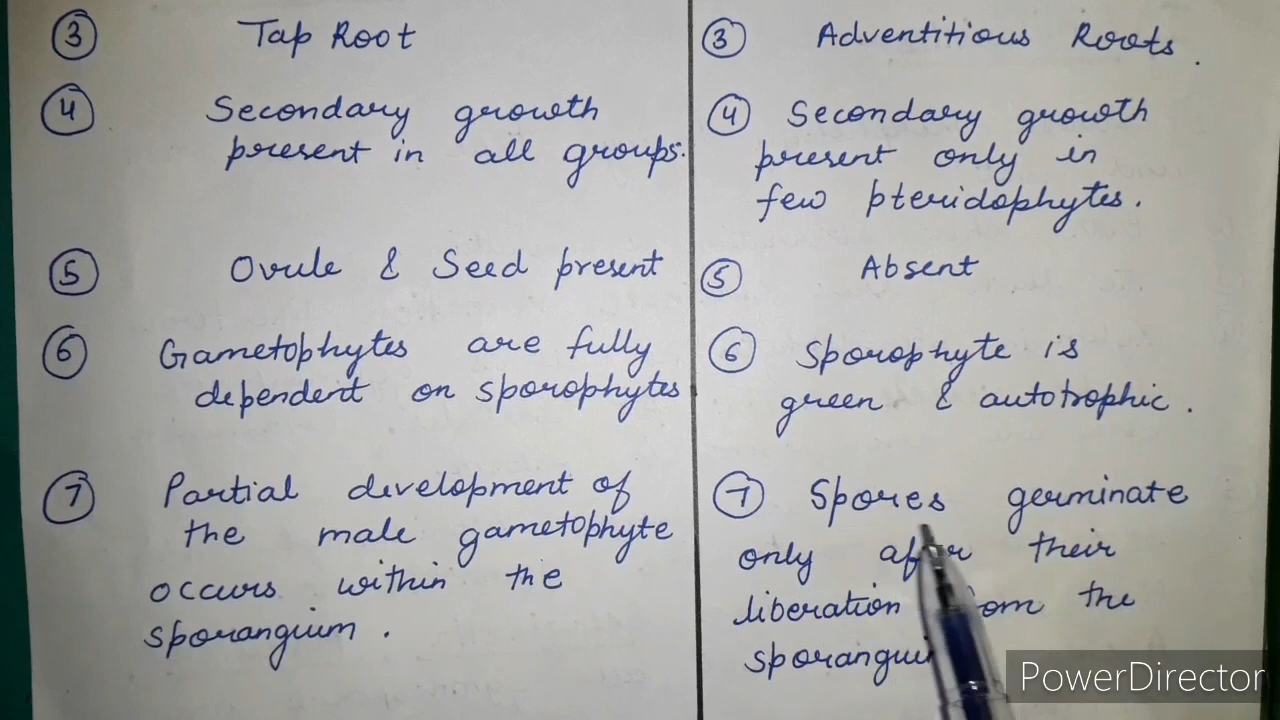 ③ Tap Root
④ Secondary growth
present in all groups.
⑤ Ovule & Seed present
⑥ Gametophytes are fully
dependent on sporophytes
⑦ Partial development of
the male gametophyte
occurs within the
sporangium.
③ Adventitious Roots.
④ Secondary growth
present only in
few pteridophytes.
⑤ Absent
⑥ Sporophyte is
green & autotrophic.
⑦ Spores germinate
only after their
liberation from the
PowerDirector